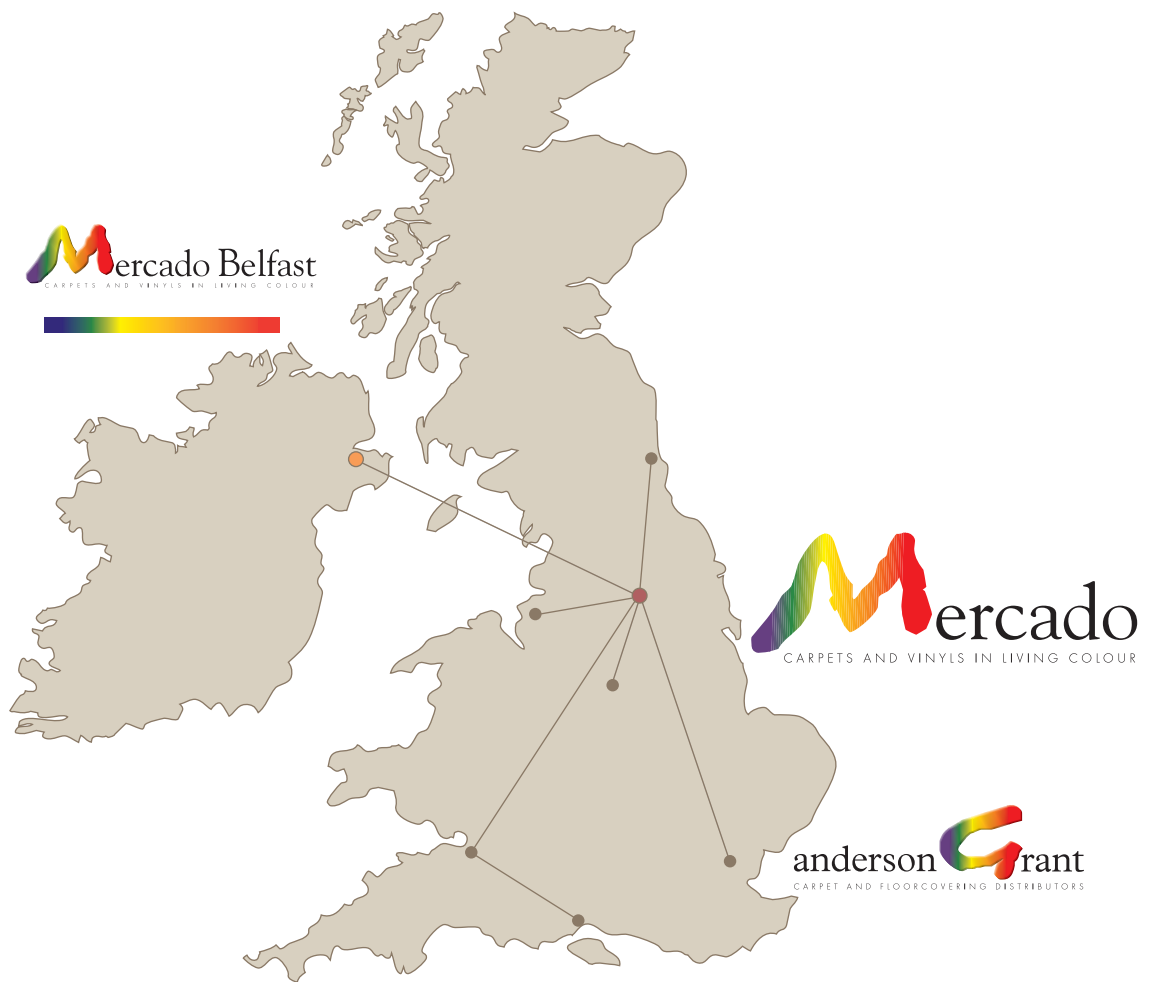 Mercado Belfast
CARPETS AND VINYLS IN LIVING COLOUR
Mercado
CARPETS AND VINYLS IN LIVING COLOUR
anderson Grant
CARPET AND FLOORCOVERING DISTRIBUTORS